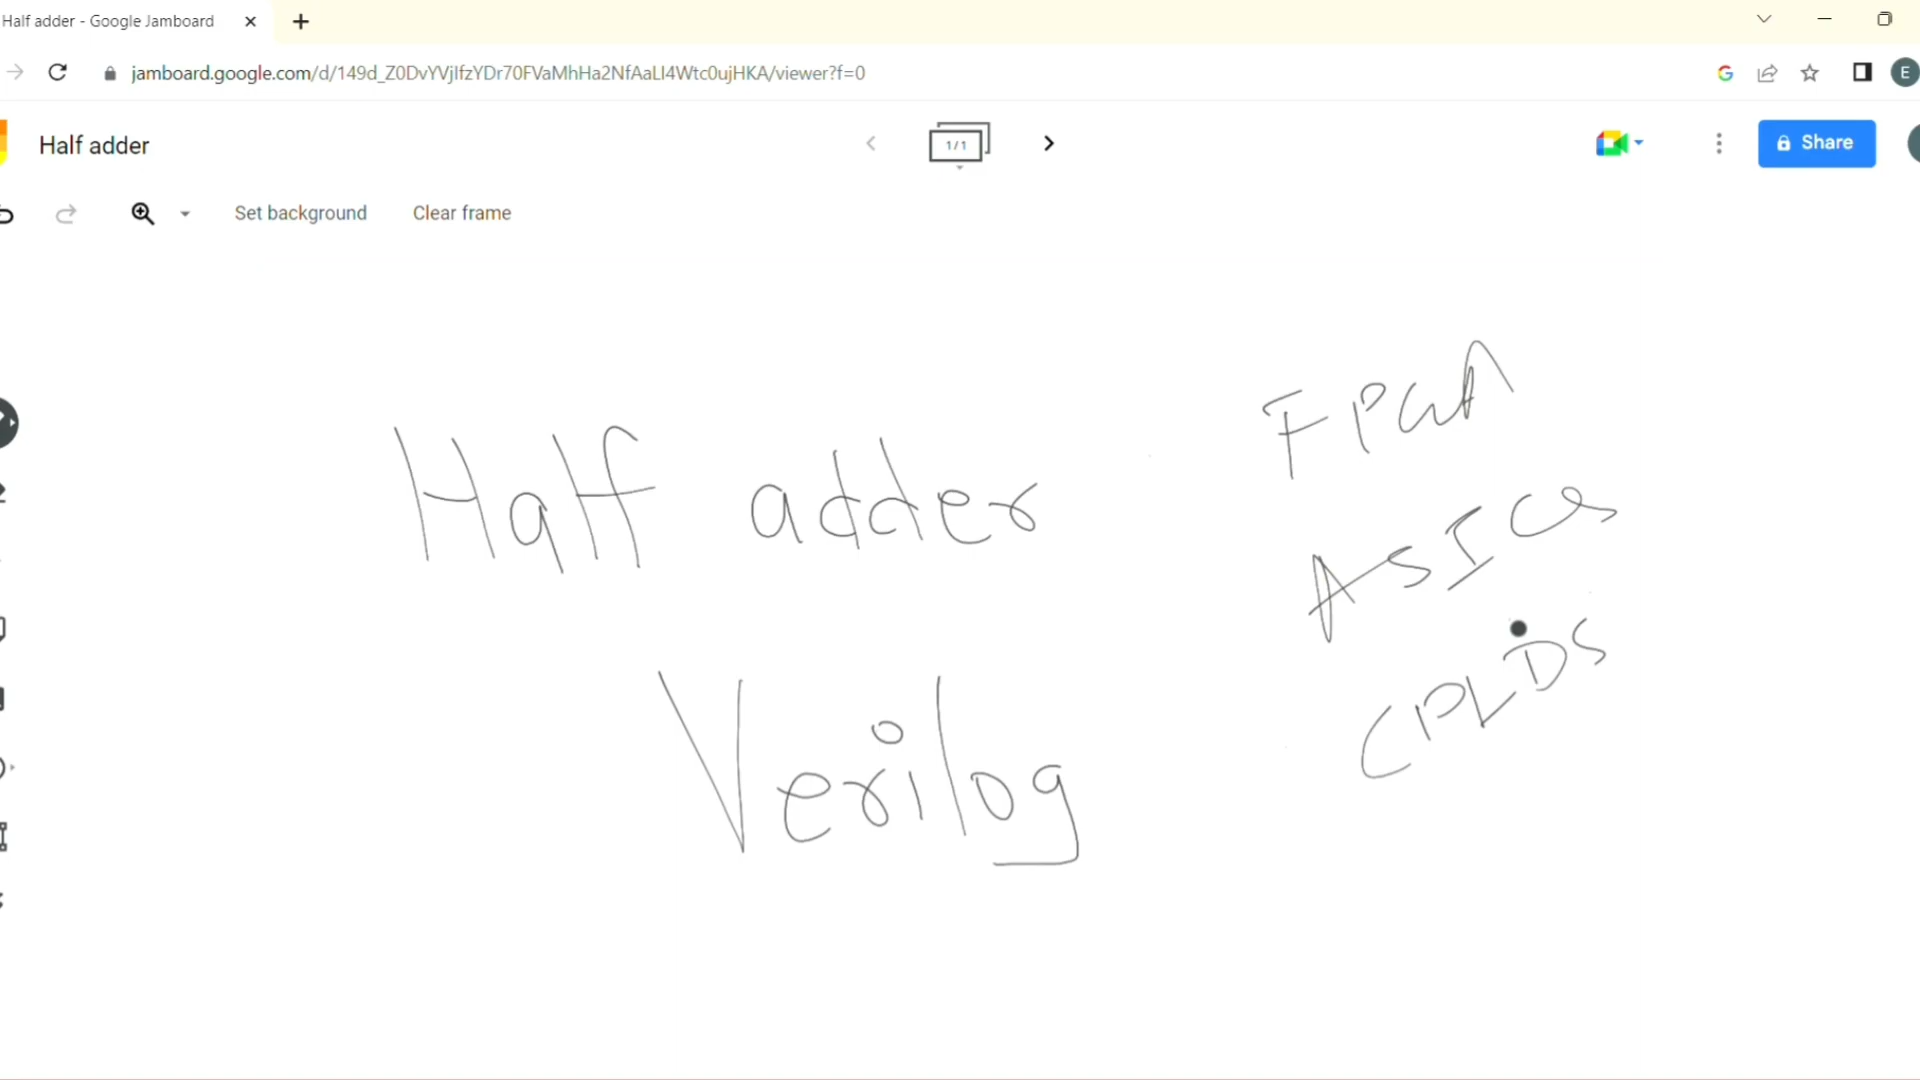 Half adder - Google Jamboard
jamboard.google.com/d/149d_Z0DvYVjIfzYDr70FVaMhHa2NfAaLI4Wtc0ujHKA/viewer?f=0
E
Half adder
1/1
Share
Set background
Clear frame
Half adder
Verilog
FPGA
ASICs
CPLDS